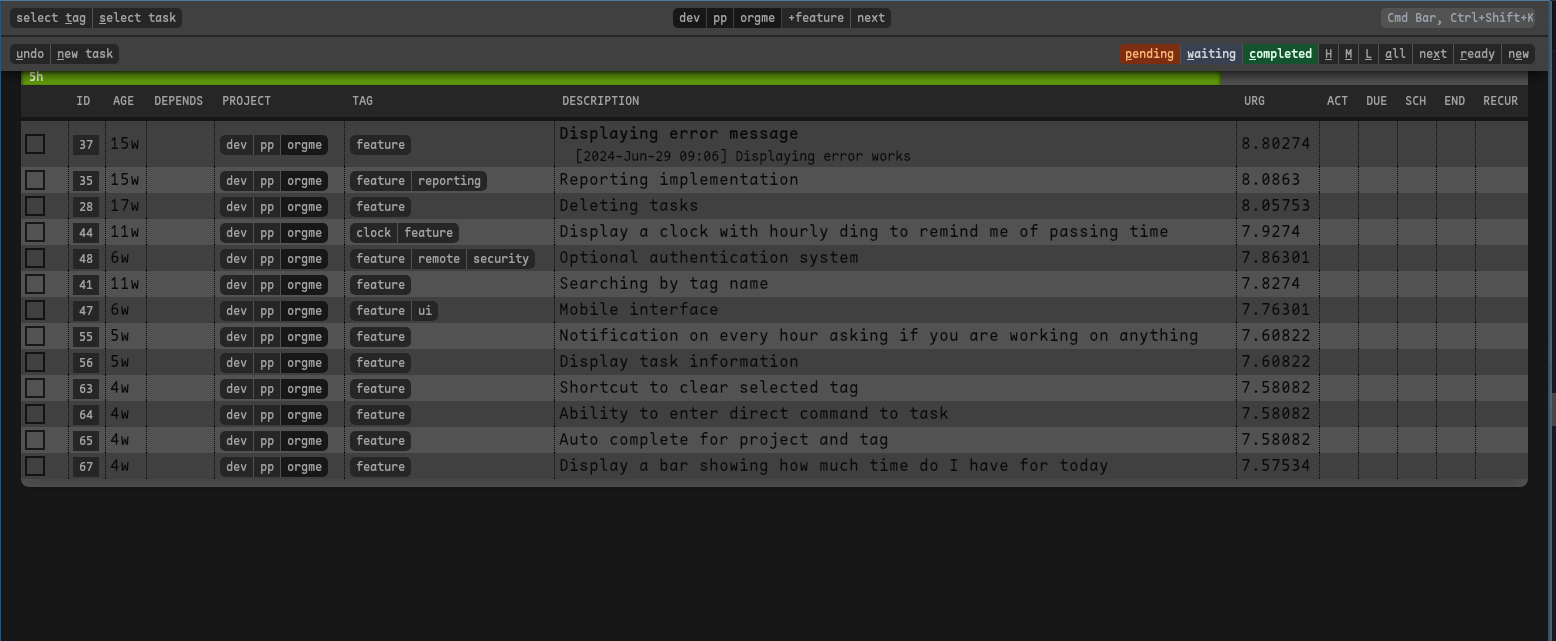 select tag select task dev pp orgme +feature next Cmd Bar, Ctrl+Shift+K
undo new task pending waiting completed H M L all next ready new
5h
ID AGE DEPENDS PROJECT TAG DESCRIPTION URG ACT DUE SCH END RECUR
37 15w dev pp orgme feature Displaying error message 8.80274
[2024-Jun-29 09:06] Displaying error works
35 15w dev pp orgme feature reporting Reporting implementation 8.0863
28 17w dev pp orgme feature Deleting tasks 8.05753
44 11w dev pp orgme clock feature Display a clock with hourly ding to remind me of passing time 7.9274
48 6w dev pp orgme feature remote security Optional authentication system 7.86301
41 11w dev pp orgme feature Searching by tag name 7.8274
47 6w dev pp orgme feature ui Mobile interface 7.76301
55 5w dev pp orgme feature Notification on every hour asking if you are working on anything 7.60822
56 5w dev pp orgme feature Display task information 7.60822
63 4w dev pp orgme feature Shortcut to clear selected tag 7.58082
64 4w dev pp orgme feature Ability to enter direct command to task 7.58082
65 4w dev pp orgme feature Auto complete for project and tag 7.58082
67 4w dev pp orgme feature Display a bar showing how much time do I have for today 7.57534